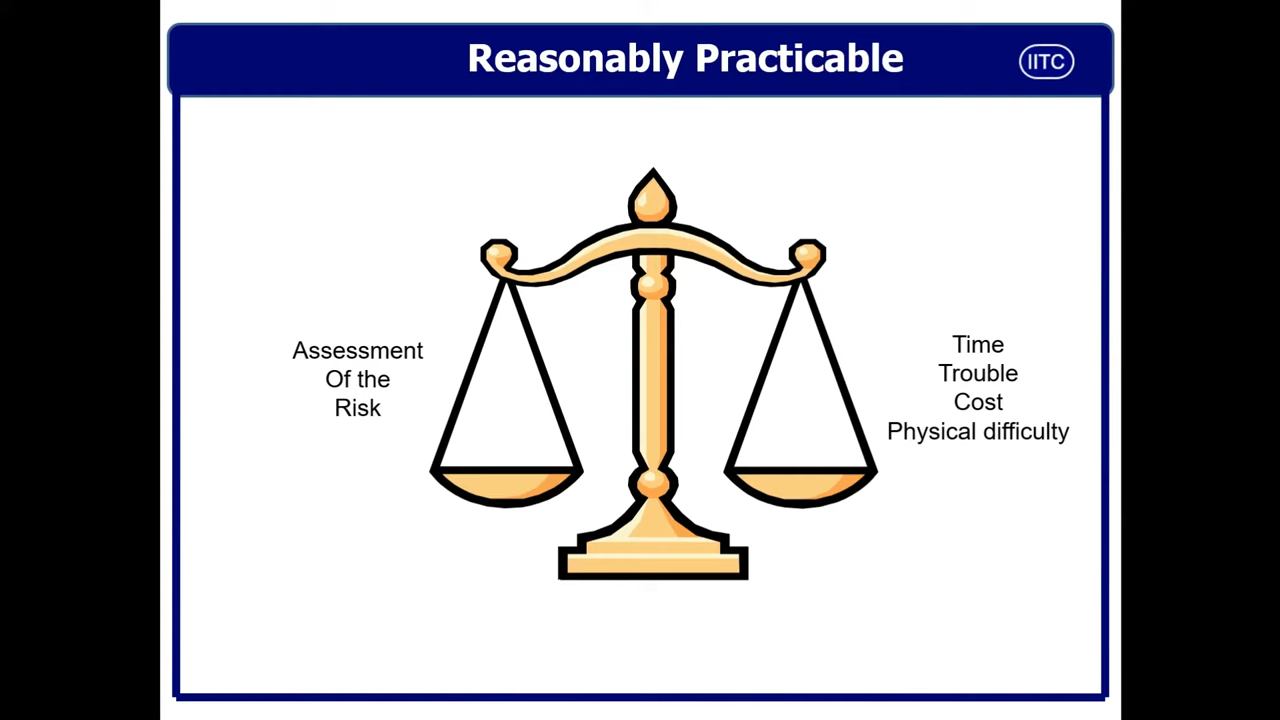 Reasonably Practicable
IITC
Assessment
Of the
Risk
Time
Trouble
Cost
Physical difficulty